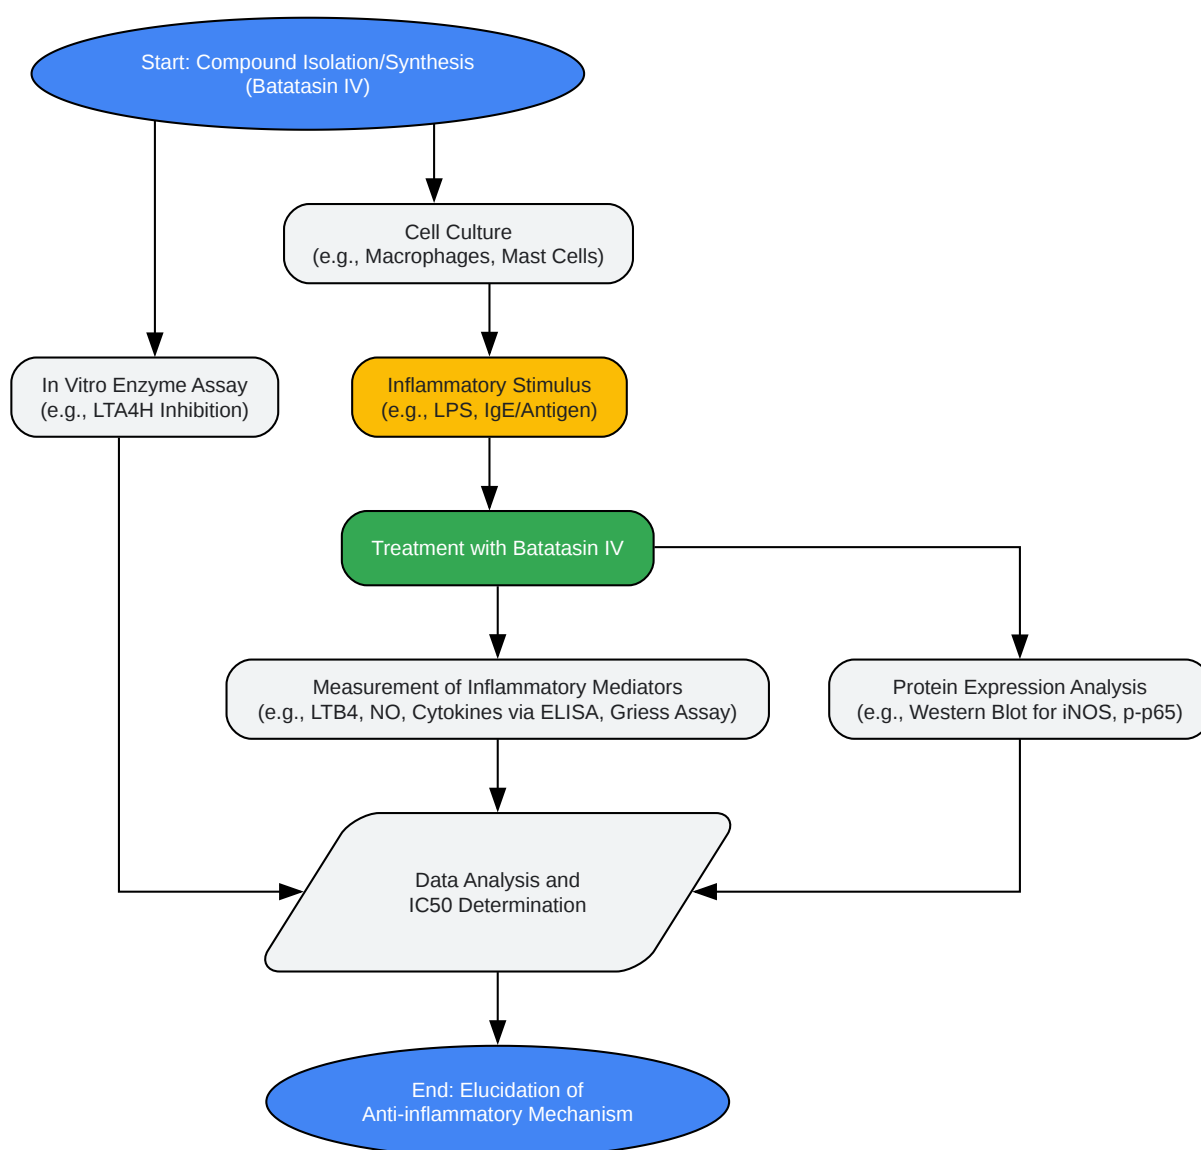 Start: Compound Isolation/Synthesis
(Batatasin IV)
Cell Culture
(e.g., Macrophages, Mast Cells)
In Vitro Enzyme Assay
(e.g., LTA4H Inhibition)
Inflammatory Stimulus
(e.g., LPS, IgE/Antigen)
Treatment with Batatasin IV
Measurement of Inflammatory Mediators
(e.g., LTB4, NO, Cytokines via ELISA, Griess Assay)
Protein Expression Analysis
(e.g., Western Blot for iNOS, p-p65)
Data Analysis and
IC50 Determination
End: Elucidation of
Anti-inflammatory Mechanism